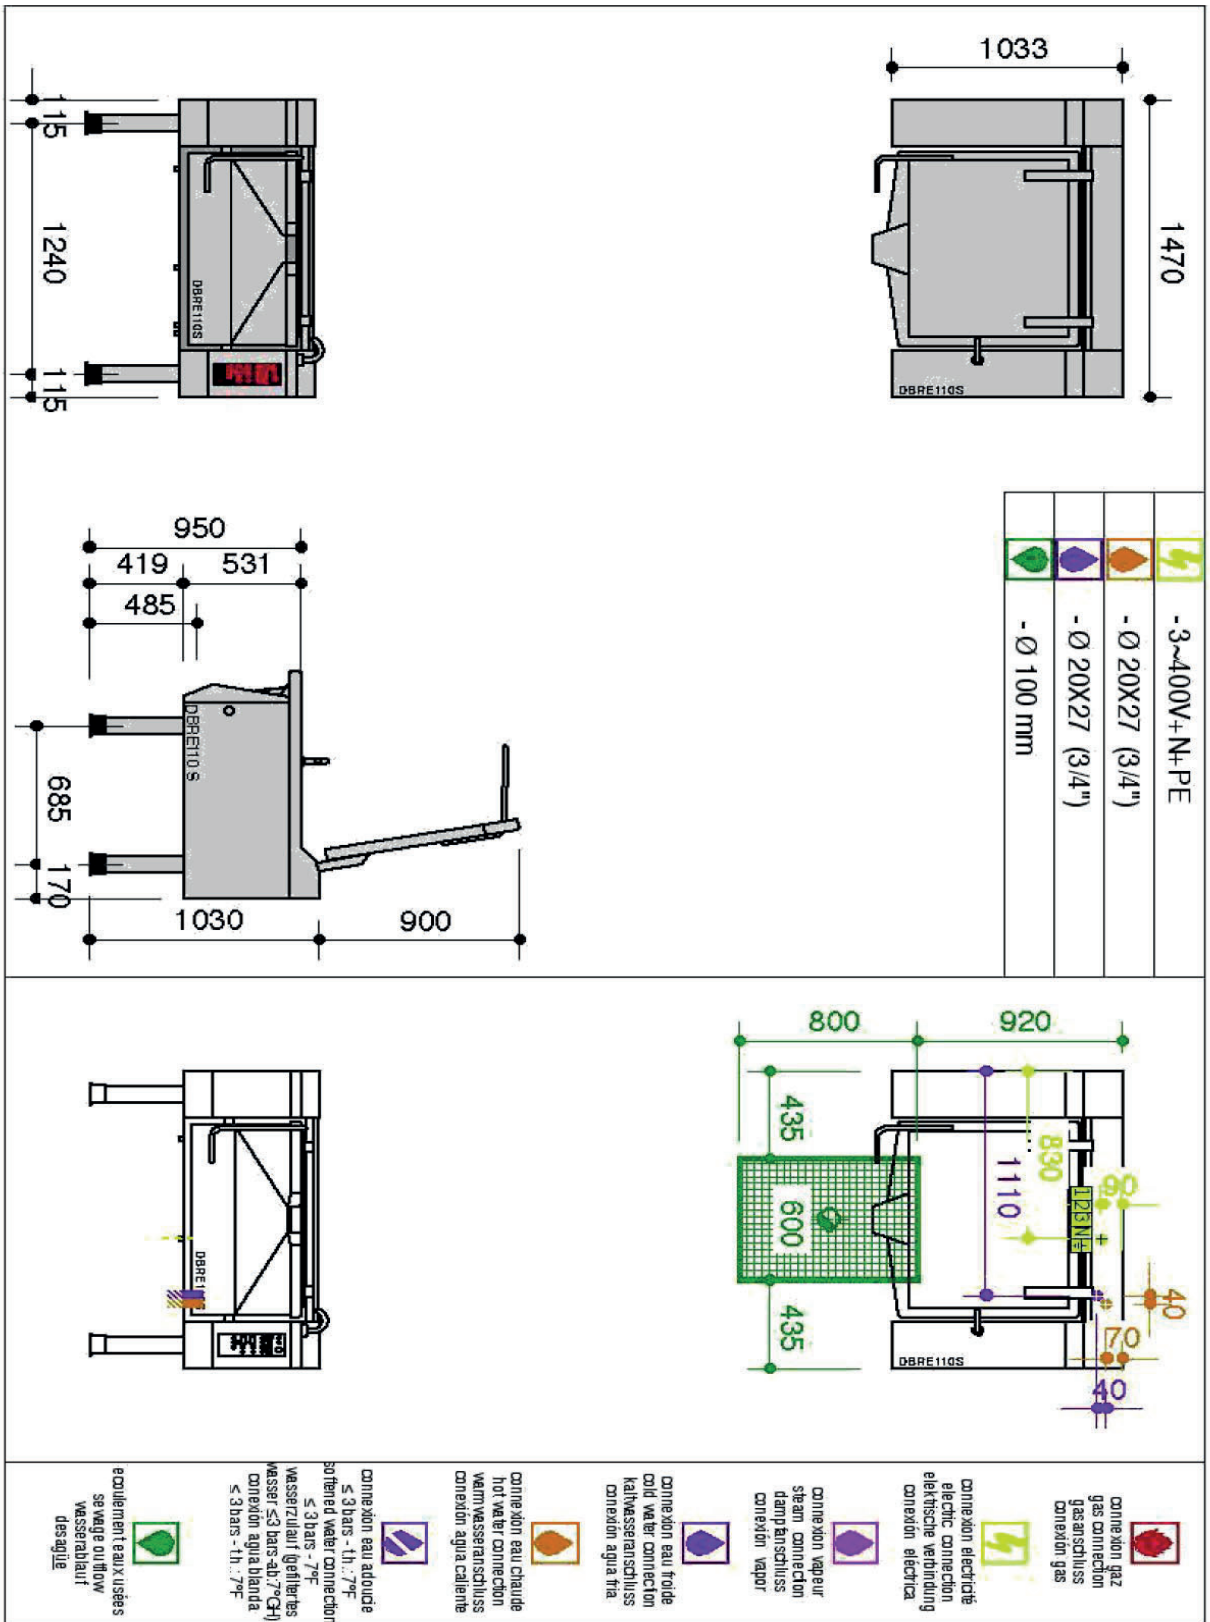 1033
1470
115
1240
115
DBRE110S
DBRE110S
- 3~400V+N+PE
- Ø 20X27 (3/4")
- Ø 20X27 (3/4")
- Ø 100 mm
950
419
531
485
DBRE110 S
685
170
1030
900
800
920
435
600
435
830
1110
90
1 2 3 N
40
70
40
DBRE110S
DBRE1
connexion gaz
gas connection
gasanschluss
conexión gas
connexion electricité
electric connection
elektrische verbindung
conexión eléctrica
connexion vapeur
steam connection
dampfanschluss
conexión vapor
connexion eau froide
cold water connection
kaltwasseranschluss
conexión agua fria
connexion eau chaude
hot water connection
warmwasseranschluss
conexión agua caliente
connexion eau adoucie
≤ 3 bars - t.h.: 7°F
softened water connection
≤ 3 bars - 7°F
wasserzulauf (gefiltertes
wasser ≤3 bars-ab:7°GH)
conexión agua blanda
≤ 3 bars - t.h.: 7°F
ecoulement eaux usées
sewage outflow
wasserablauf
desagüe